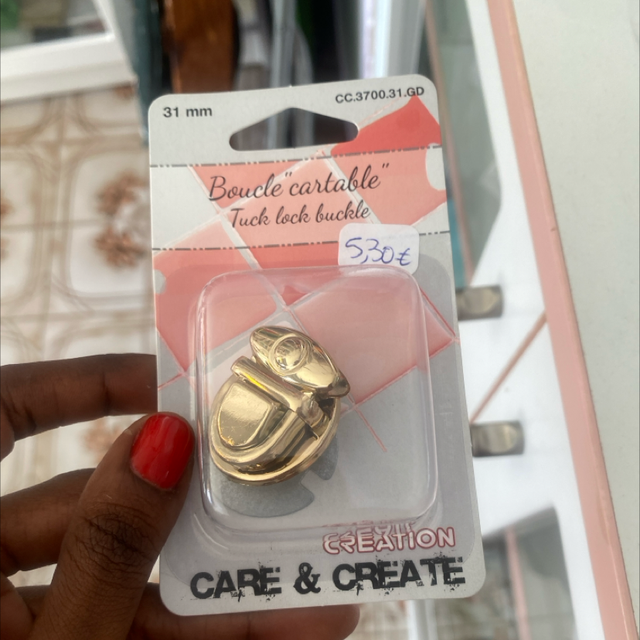 31 mm
CC.3700.31.GD
Boucle "cartable"
Tuck lock buckle
5,30€
CREATION
CARE & CREATE